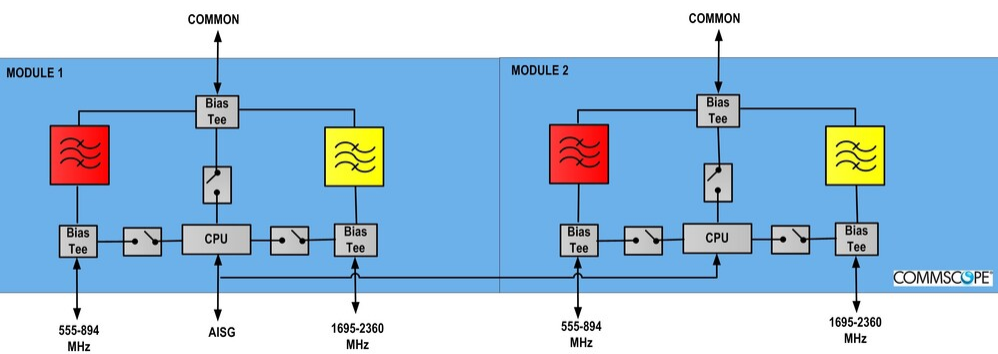 COMMON
COMMON
MODULE 1
MODULE 2
Bias
Tee
Bias
Tee
Bias
Tee
CPU
Bias
Tee
Bias
Tee
CPU
Bias
Tee
COMMSCOPE®
555-894
MHz
AISG
1695-2360
MHz
555-894
MHz
1695-2360
MHz